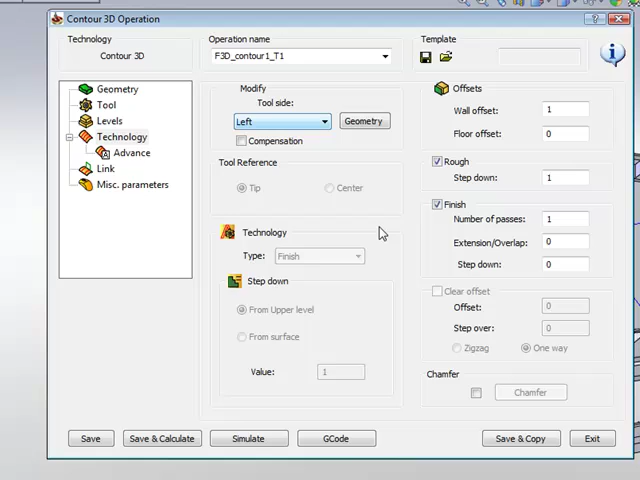 Contour 3D Operation
Technology
Contour 3D
Operation name
F3D_contour1_T1
Template
Geometry
Tool
Levels
Technology
Advance
Link
Misc. parameters
Modify
Tool side:
Left
Geometry
Compensation
Tool Reference
Tip
Center
Technology
Type:
Finish
Step down
From Upper level
From surface
Value:
1
Offsets
Wall offset:
1
Floor offset:
0
Rough
Step down:
1
Finish
Number of passes:
1
Extension/Overlap:
0
Step down:
0
Clear offset
Offset:
0
Step over:
0
Zigzag
One way
Chamfer
Chamfer
Save
Save & Calculate
Simulate
GCode
Save & Copy
Exit